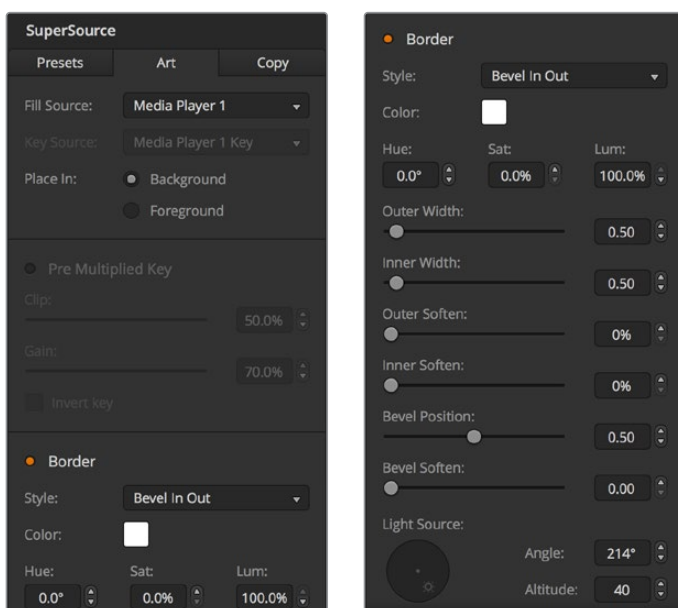 SuperSource
Presets Art Copy
Fill Source: Media Player 1
Key Source: Media Player 1 Key
Place In: Background
Foreground
Pre Multiplied Key
Clip:
50.0%
Gain:
70.0%
Invert key
Border
Style: Bevel In Out
Color:
Hue: Sat: Lum:
0.0° 0.0% 100.0%
Border
Style: Bevel In Out
Color:
Hue: Sat: Lum:
0.0° 0.0% 100.0%
Outer Width:
0.50
Inner Width:
0.50
Outer Soften:
0%
Inner Soften:
0%
Bevel Position:
0.50
Bevel Soften:
0.00
Light Source:
Angle: 214°
Altitude: 40